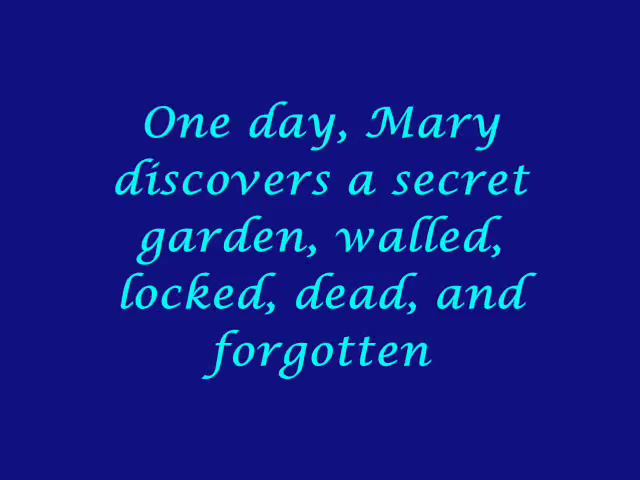 One day, Mary
discovers a secret
garden, walled,
locked, dead, and
forgotten